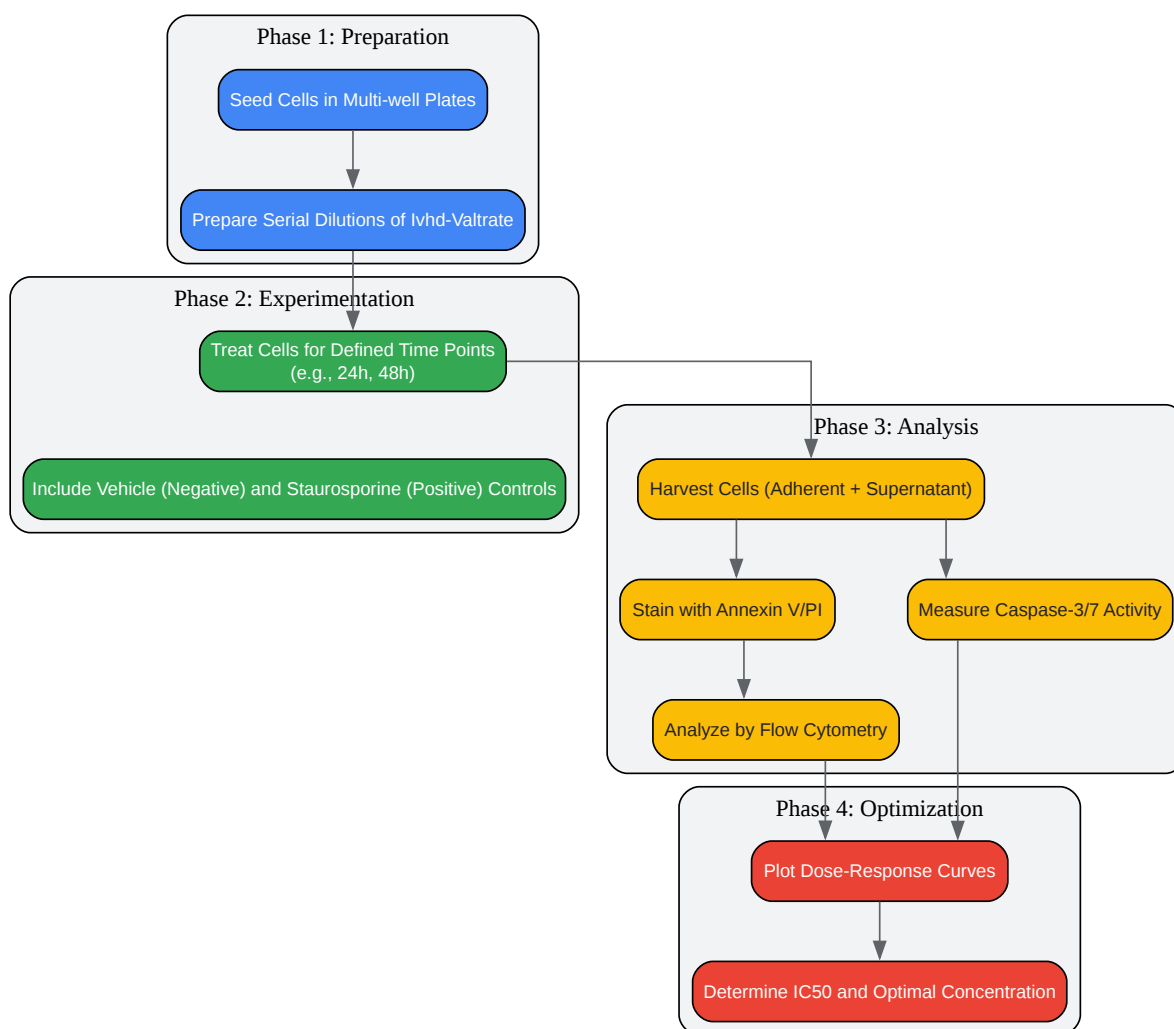 Phase 1: Preparation
Seed Cells in Multi-well Plates
Prepare Serial Dilutions of Ivhd-Valtrate
Phase 2: Experimentation
Treat Cells for Defined Time Points
(e.g., 24h, 48h)
Include Vehicle (Negative) and Staurosporine (Positive) Controls
Phase 3: Analysis
Harvest Cells (Adherent + Supernatant)
Stain with Annexin V/PI
Measure Caspase-3/7 Activity
Analyze by Flow Cytometry
Phase 4: Optimization
Plot Dose-Response Curves
Determine IC50 and Optimal Concentration